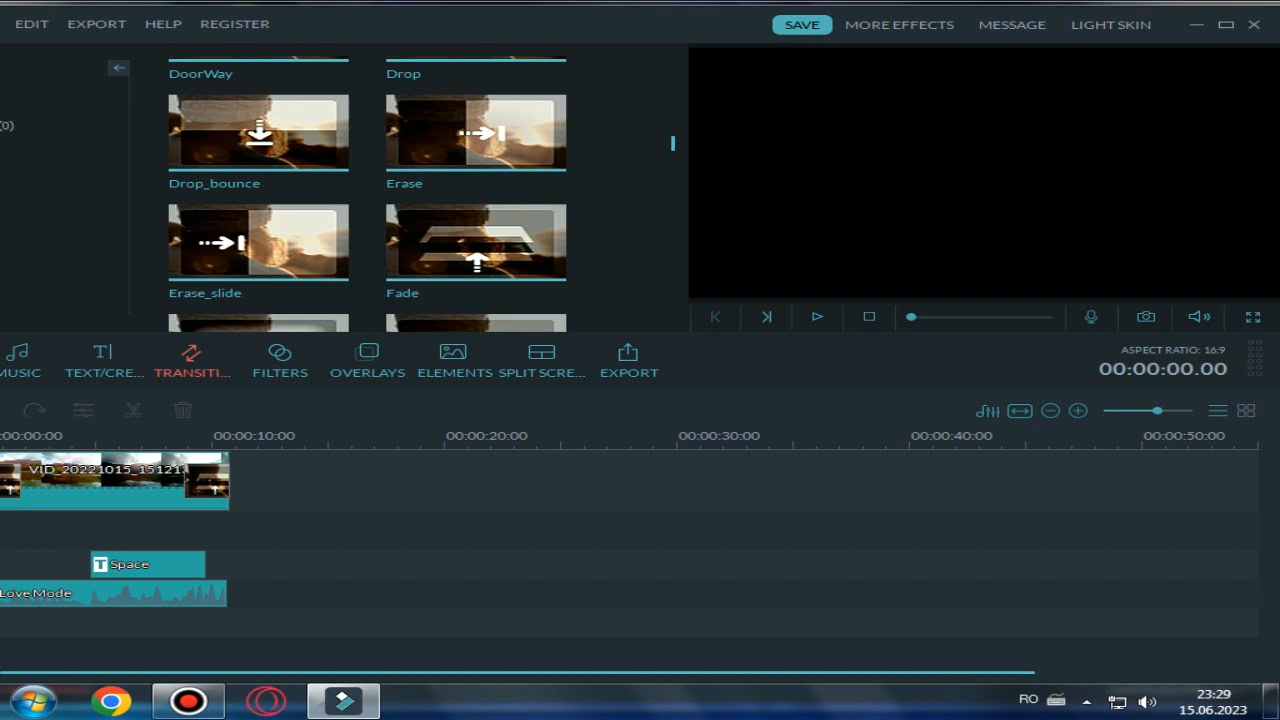 EDIT EXPORT HELP REGISTER SAVE MORE EFFECTS MESSAGE LIGHT SKIN
DoorWay Drop
(0)
Drop_bounce Erase
Erase_slide Fade
ASPECT RATIO: 16:9
00:00:00.00
MUSIC TEXT/CRE... TRANSITI... FILTERS OVERLAYS ELEMENTS SPLIT SCRE... EXPORT
:00:00:00 00:00:10:00 00:00:20:00 00:00:30:00 00:00:40:00 00:00:50:00
VID_20221015_15121
T Space
Love Mode
RO
23:29
15.06.2023